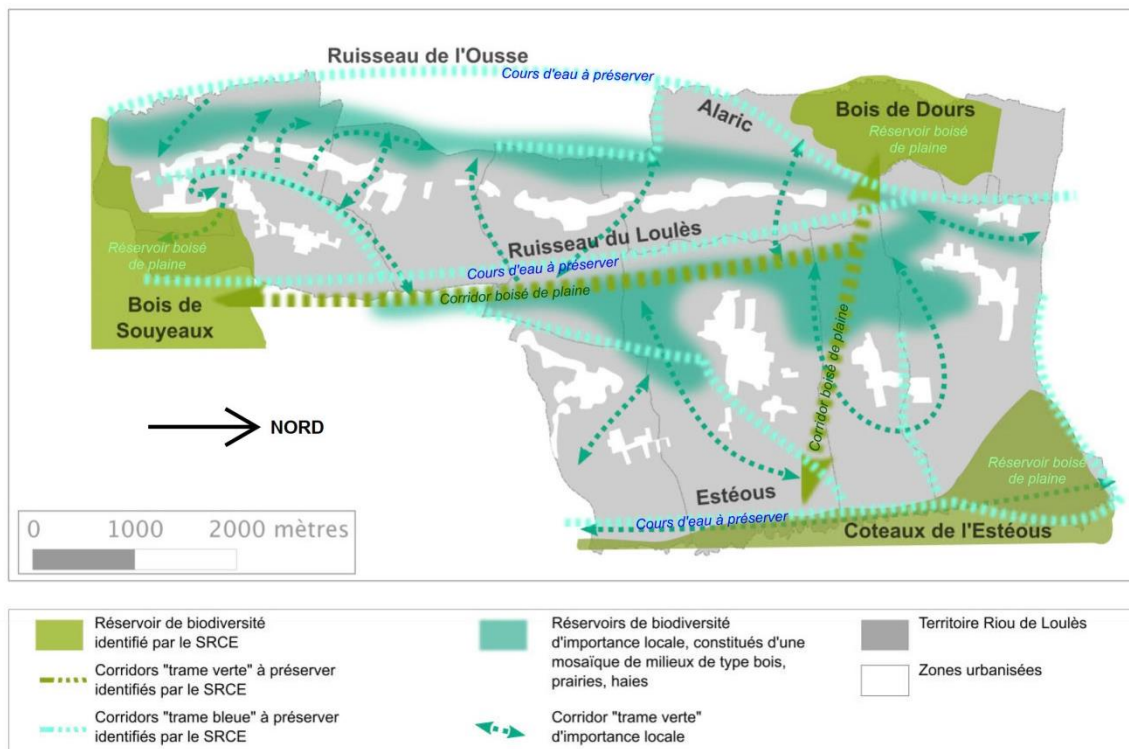 Ruisseau de l'Ousse
Cours d'eau à préserver
Alaric
Bois de Dours
Réservoir boisé
de plaine
Réservoir boisé
de plaine
Bois de
Souyeaux
Ruisseau du Loulès
Cours d'eau à préserver
Corridor boisé de plaine
Corridor boisé de plaine
NORD
Réservoir boisé
de plaine
Estéous
Cours d'eau à préserver
Coteaux de l'Estéous
0 1000 2000 mètres
Réservoir de biodiversité
identifié par le SRCE
Corridors "trame verte" à préserver
identifiés par le SRCE
Corridors "trame bleue" à préserver
identifiés par le SRCE
Réservoirs de biodiversité
d'importance locale, constitués d'une
mosaïque de milieux de type bois,
prairies, haies
Corridor "trame verte"
d'importance locale
Territoire Riou de Loulès
Zones urbanisées